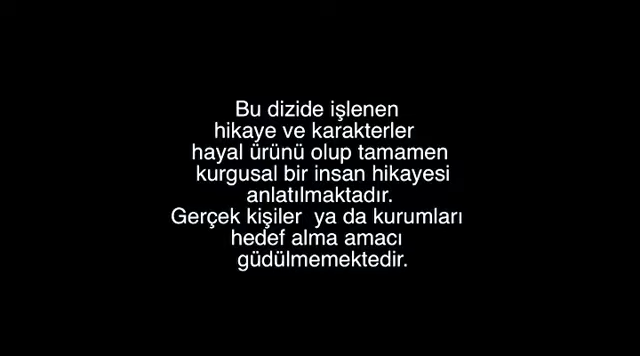 Bu dizide işlenen
hikaye ve karakterler
hayal ürünü olup tamamen
kurgusal bir insan hikayesi
anlatılmaktadır.
Gerçek kişiler ya da kurumları
hedef alma amacı
güdülmemektedir.